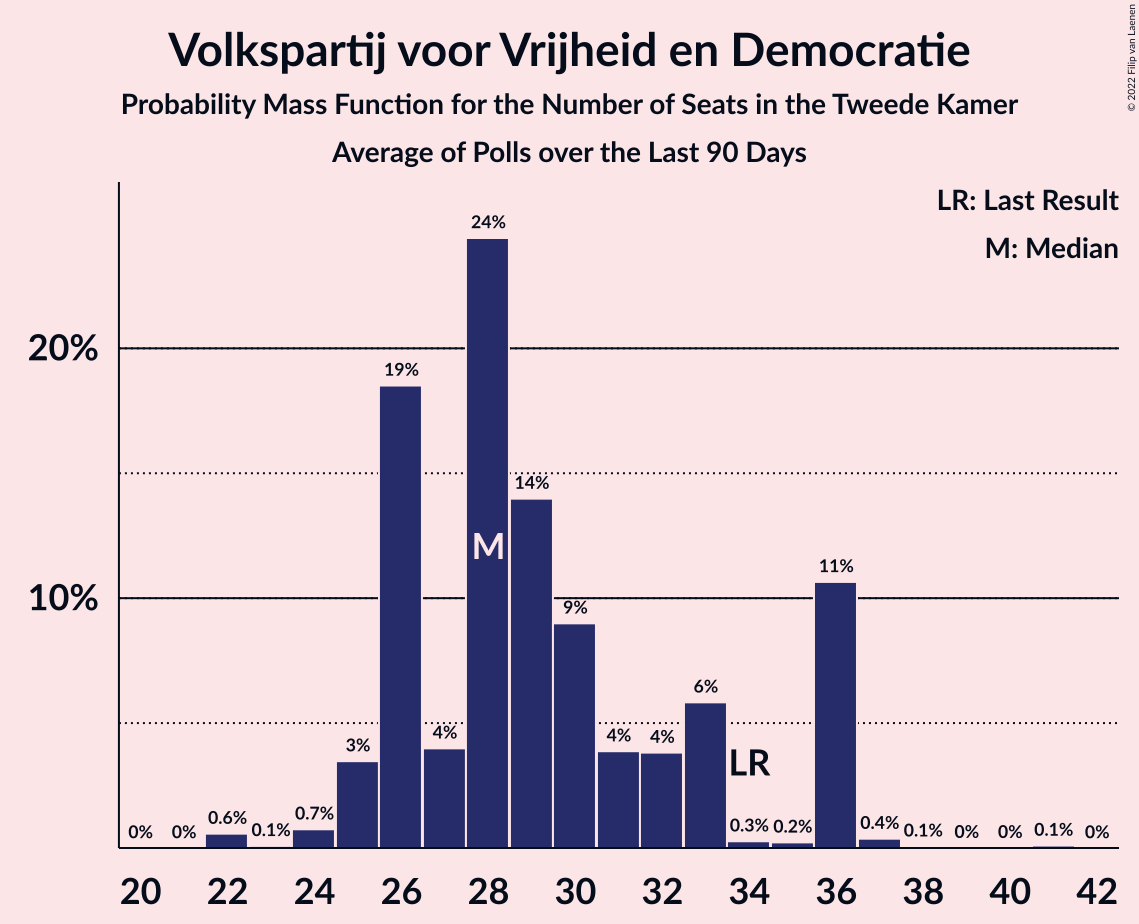 Volkspartij voor Vrijheid en Democratie
Probability Mass Function for the Number of Seats in the Tweede Kamer
Average of Polls over the Last 90 Days
© 2022 Filip van Laenen
LR: Last Result
M: Median
20%
10%
0%
0%
0.6%
0.1%
0.7%
3%
19%
4%
24%
14%
9%
4%
4%
6%
0.3%
0.2%
11%
0.4%
0.1%
0%
0%
0.1%
0%
M
LR
20 22 24 26 28 30 32 34 36 38 40 42